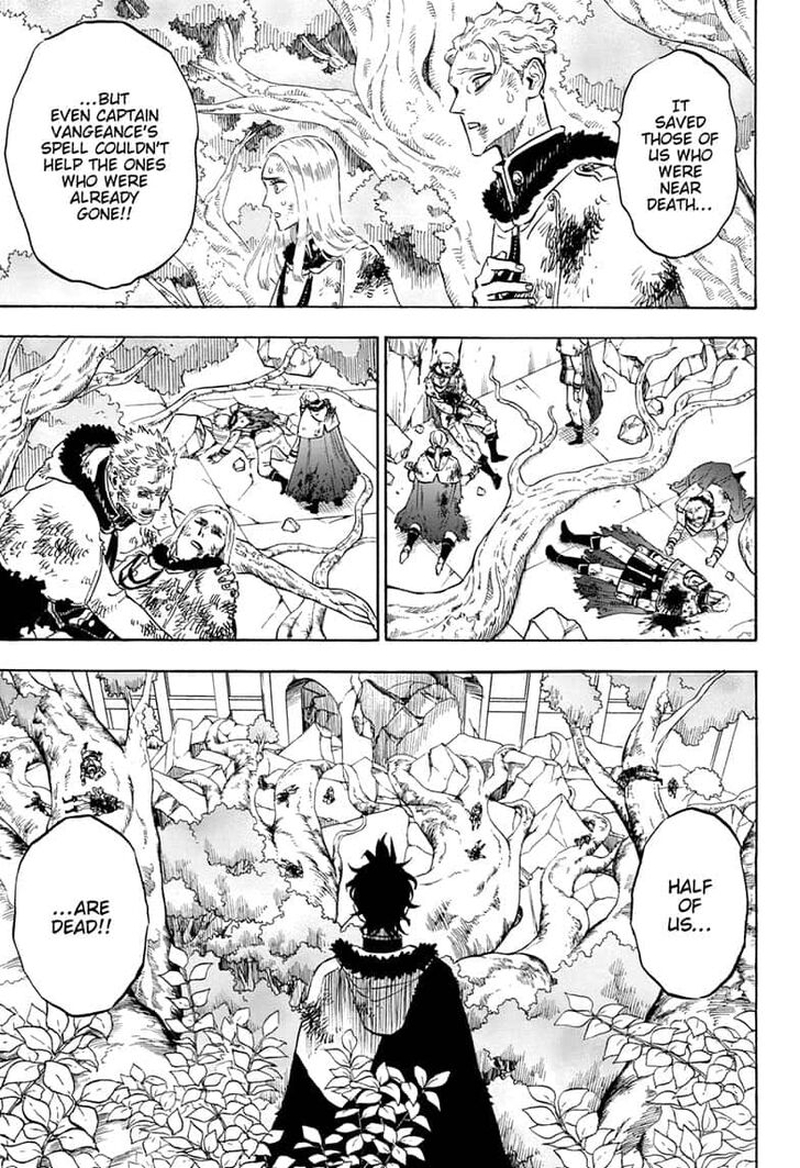 IT
SAVED
THOSE OF
US WHO
WERE
NEAR
DEATH...
...BUT
EVEN CAPTAIN
VANGEANCE'S
SPELL COULDN'T
HELP THE ONES
WHO WERE
ALREADY
GONE!!
HALF
OF
US...
...ARE
DEAD!!